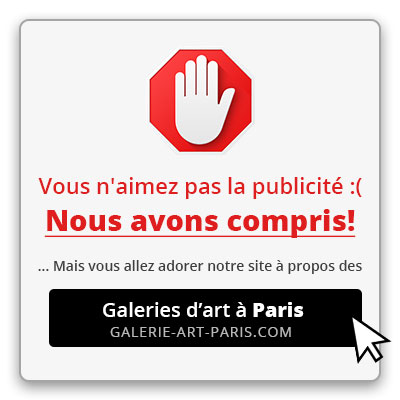 Vous n'aimez pas la publicité :(
Nous avons compris!
... Mais vous allez adorer notre site à propos des
Galeries d’art à Paris
GALERIE-ART-PARIS.COM